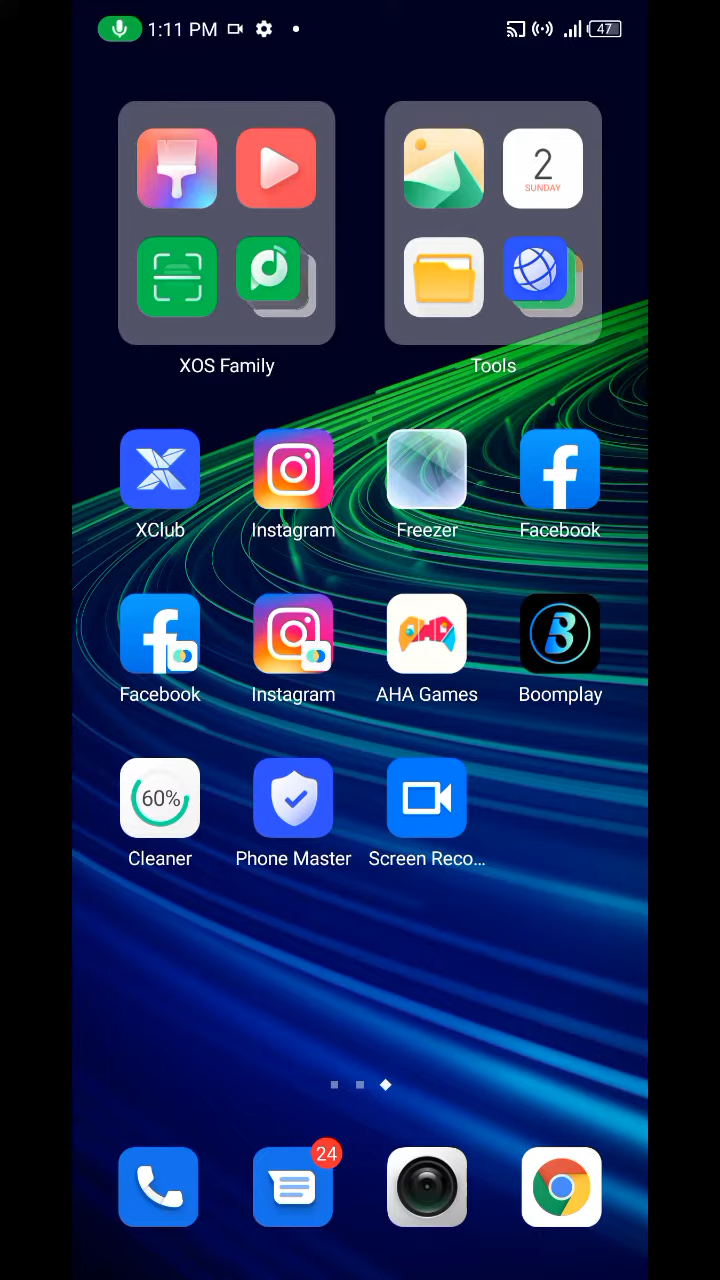 1:11 PM
47
2
SUNDAY
XOS Family
Tools
XClub
Instagram
Freezer
Facebook
Facebook
Instagram
AHA Games
Boomplay
60%
Cleaner
Phone Master
Screen Reco...
24